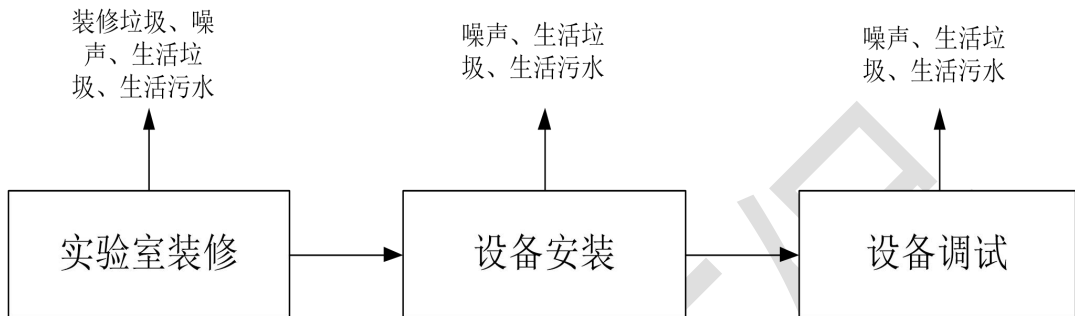 装修垃圾、噪
声、生活垃
圾、生活污水
噪声、生活垃
圾、生活污水
噪声、生活垃
圾、生活污水
实验室装修
设备安装
设备调试